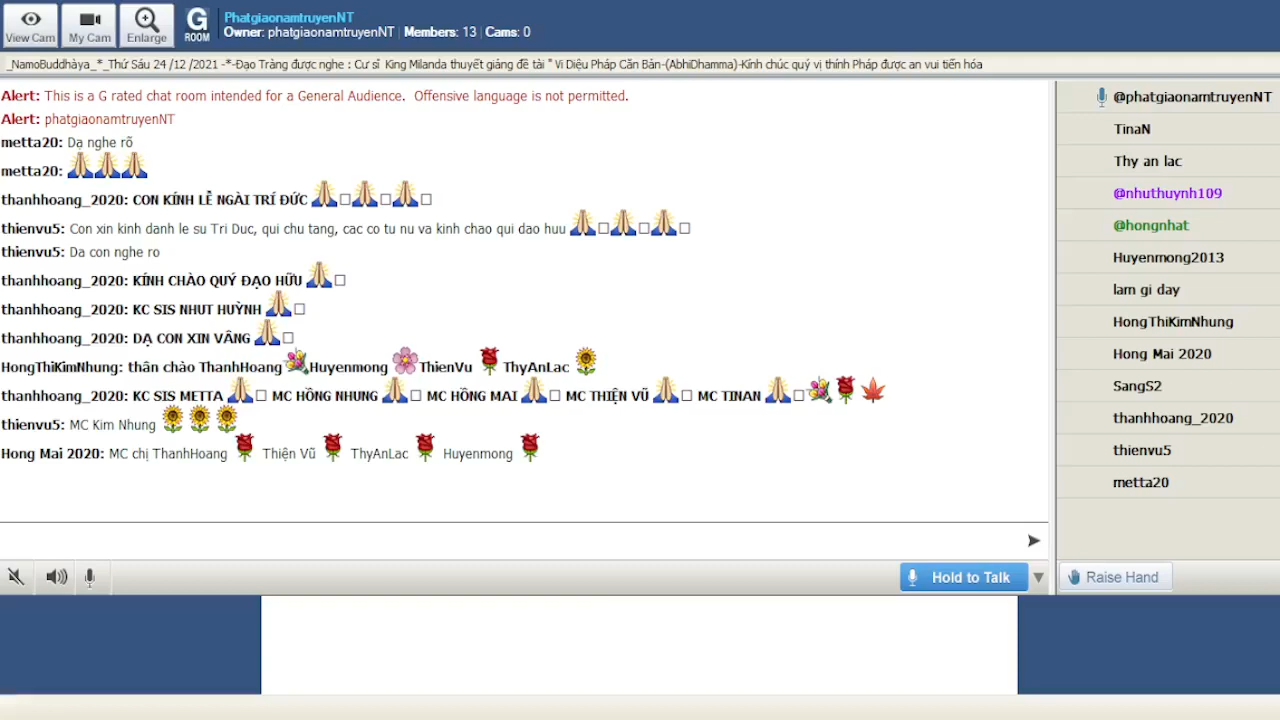 View Cam
My Cam
Enlarge
G
ROOM
PhatgiaonamtruyenNT
Owner: phatgiaonamtruyenNT | Members: 13 | Cams: 0
_NamoBuddhàya_*_Thứ Sáu 24 /12 /2021 -*-Đạo Tràng được nghe : Cư sĩ King Milanda thuyết giảng đề tài " Vi Diệu Pháp Căn Bản-(AbhiDhamma)-Kính chúc quý vị thính Pháp được an vui tiến hóa
Alert: This is a G rated chat room intended for a General Audience. Offensive language is not permitted.
Alert: phatgiaonamtruyenNT
metta20: Dạ nghe rõ
metta20:
thanhhoang_2020: CON KÍNH LỄ NGÀI TRÍ ĐỨC
thienvu5: Con xin kinh danh le su Tri Duc, qui chu tang, cac co tu nu va kinh chao qui dao huu
thienvu5: Da con nghe ro
thanhhoang_2020: KÍNH CHÀO QUÝ ĐẠO HỮU
thanhhoang_2020: KC SIS NHUT HUỲNH
thanhhoang_2020: DẠ CON XIN VÂNG
HongThiKimNhung: thân chào ThanhHoang Huyenmong ThienVu ThyAnLac
thanhhoang_2020: KC SIS METTA MC HỒNG NHUNG MC HỒNG MAI MC THIỆN VŨ MC TINAN
thienvu5: MC Kim Nhung
Hong Mai 2020: MC chị ThanhHoang Thiện Vũ ThyAnLac Huyenmong
@phatgiaonamtruyenNT
TinaN
Thy an lac
@nhuthuynh109
@hongnhat
Huyenmong2013
lam gi day
HongThiKimNhung
Hong Mai 2020
SangS2
thanhhoang_2020
thienvu5
metta20
Hold to Talk
Raise Hand